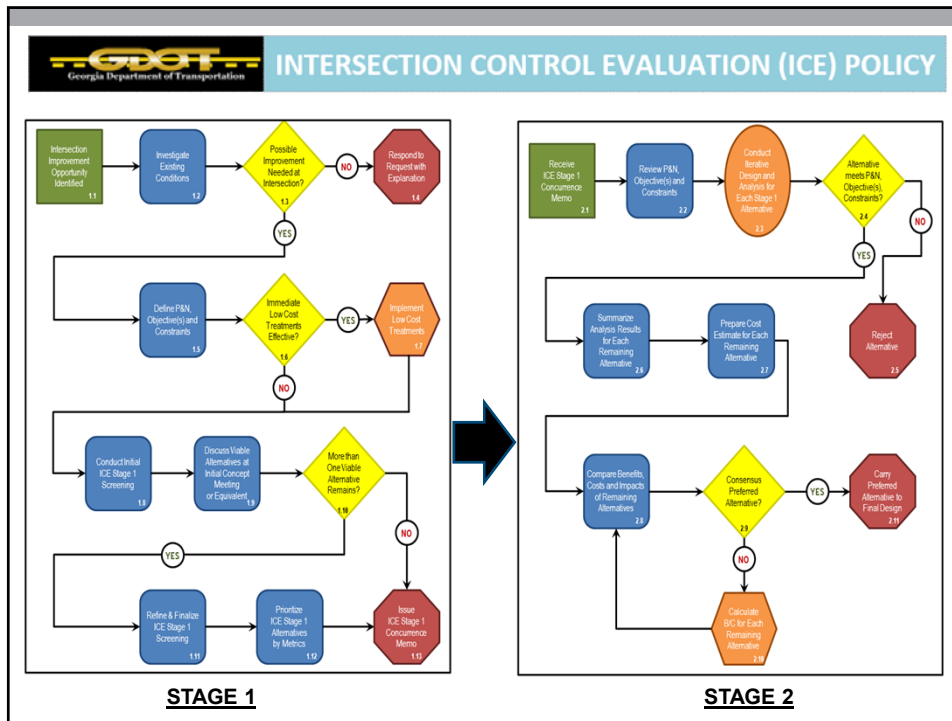 GDOT
Georgia Department of Transportation
INTERSECTION CONTROL EVALUATION (ICE) POLICY
Intersection
Improvement
Opportunity
Identified
1.1
Investigate
Existing
Conditions
1.2
Possible
Improvement
Needed at
Intersection?
1.3
NO
Respond to
Request with
Explanation
1.4
YES
Define P&N,
Objective(s) and
Constraints
1.5
Immediate
Low Cost
Treatments
Effective?
1.6
YES
Implement
Low Cost
Treatments
1.7
NO
Conduct Initial
ICE Stage 1
Screening
1.8
Discuss Viable
Alternatives at
Initial Concept
Meeting
or Equivalent
1.9
More than
One Viable
Alternative
Remains?
1.10
NO
YES
Refine & Finalize
ICE Stage 1
Screening
1.11
Prioritize
ICE Stage 1
Alternatives
by Metrics
1.12
Issue
ICE Stage 1
Concurrence
Memo
1.13
STAGE 1
Receive
ICE Stage 1
Concurrence
Memo
2.1
Review P&N,
Objective(s) and
Constraints
2.2
Conduct
Iterative
Design and
Analysis for
Each Stage 1
Alternative
2.3
Alternative
meets P&N,
Objective(s),
Constraints?
2.4
NO
YES
Reject
Alternative
2.5
Summarize
Analysis Results
for Each
Remaining
Alternative
2.6
Prepare Cost
Estimate for Each
Remaining
Alternative
2.7
Compare Benefits,
Costs and Impacts
of Remaining
Alternatives
2.8
Consensus
Preferred
Alternative?
2.9
YES
Carry
Preferred
Alternative to
Final Design
2.11
NO
Calculate
B/C for Each
Remaining
Alternative
2.10
STAGE 2